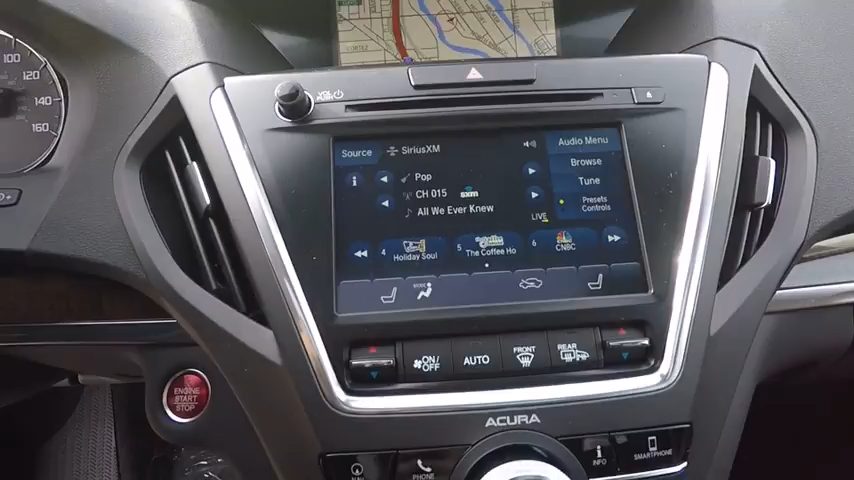 100
120
140
160
VOL
PUSH
Source
SiriusXM
Audio Menu
Pop
Browse
CH 015
sxm
Tune
All We Ever Knew
LIVE
Presets
Controls
4
Holiday Soul
5
The Coffee Ho
6
CNBC
MODE
ON/
OFF
AUTO
FRONT
REAR
ENGINE
START
STOP
ACURA
INFO
SMARTPHONE
NAV
PHONE